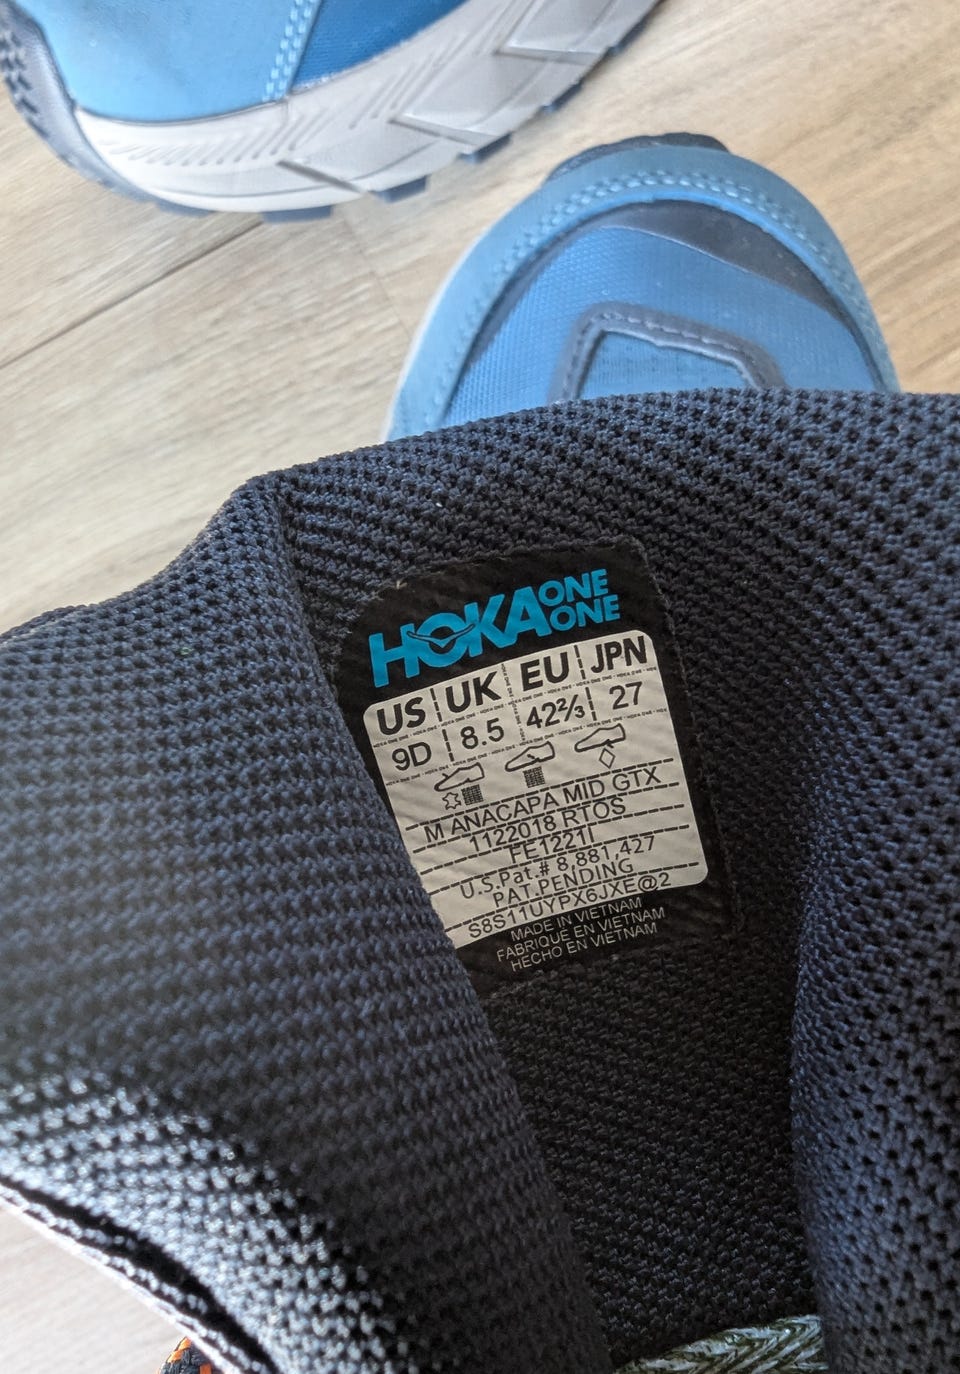 HOKA ONE ONE
US UK EU JPN
9D 8.5 42⅔ 27
M ANACAPA MID GTX
1122018 RTOS
FE1221I
U.S.Pat.# 8,881,427
PAT.PENDING
S8S11UYPX6JXE@2
MADE IN VIETNAM
FABRIQUÉ EN VIETNAM
HECHO EN VIETNAM